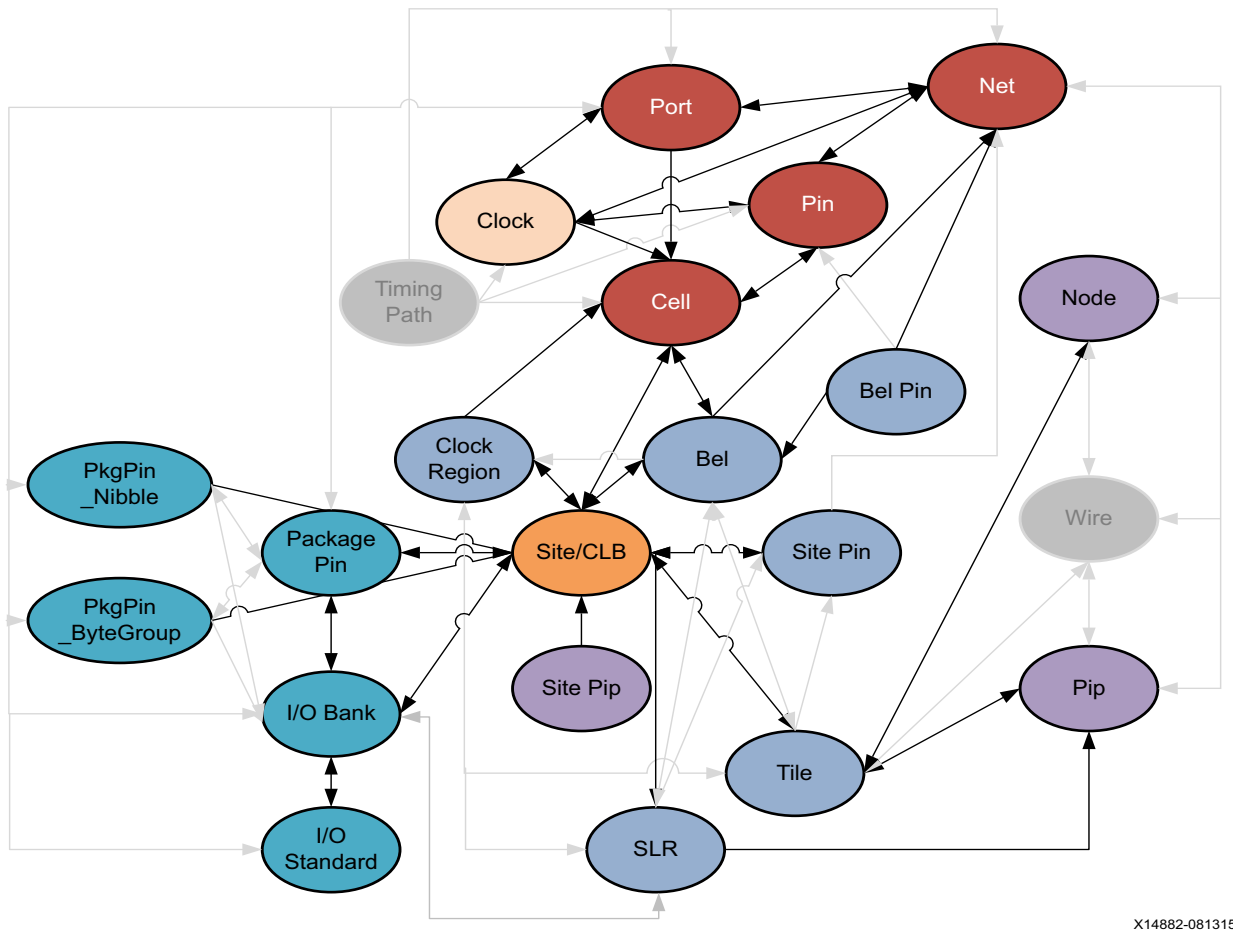 Net
Port
Pin
Clock
Timing
Path
Cell
Node
Bel Pin
Clock
Region
Bel
PkgPin
_Nibble
Wire
Package
Pin
Site/CLB
Site Pin
PkgPin
_ByteGroup
Site Pip
Pip
I/O Bank
Tile
I/O
Standard
SLR
X14882-081315